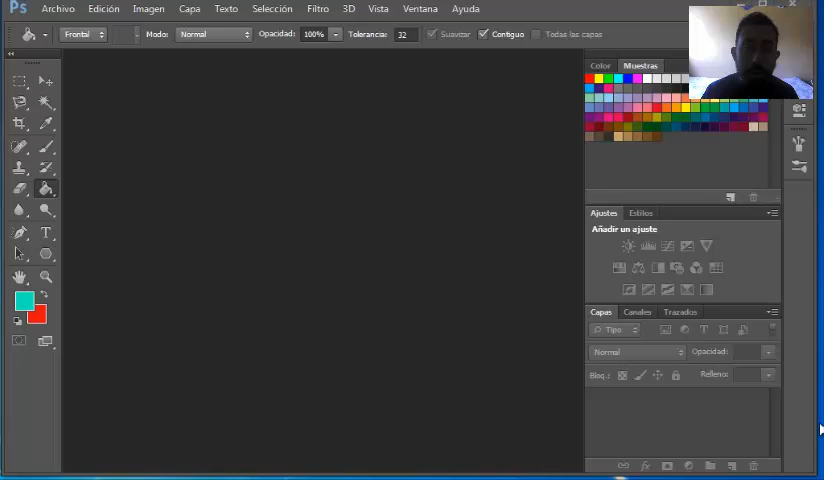 Ps Archivo Edición Imagen Capa Texto Selección Filtro 3D Vista Ventana Ayuda
Frontal Modo: Normal Opacidad: 100% Tolerancia: 32 Suavizar Contiguo Todas las capas
Color Muestras
Ajustes Estilos
Añadir un ajuste
Capas Canales Trazados
Tipo
Normal Opacidad:
Bloq.: Relleno: